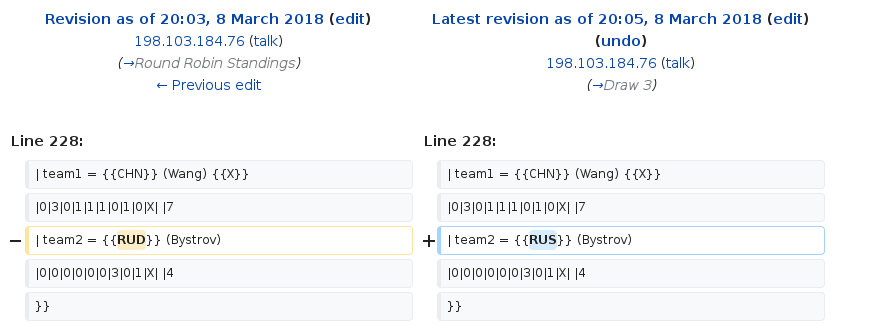 Revision as of 20:03, 8 March 2018 (edit)
198.103.184.76 (talk)
(→Round Robin Standings)
← Previous edit
Latest revision as of 20:05, 8 March 2018 (edit)
(undo)
198.103.184.76 (talk)
(→Draw 3)
Line 228:
Line 228:
| team1 = {{CHN}} (Wang) {{X}}
| team1 = {{CHN}} (Wang) {{X}}
|0|3|0|1|1|1|0|1|0|X| |7
|0|3|0|1|1|1|0|1|0|X| |7
− | team2 = {{RUD}} (Bystrov)
+ | team2 = {{RUS}} (Bystrov)
|0|0|0|0|0|0|3|0|1|X| |4
|0|0|0|0|0|0|3|0|1|X| |4
}}
}}